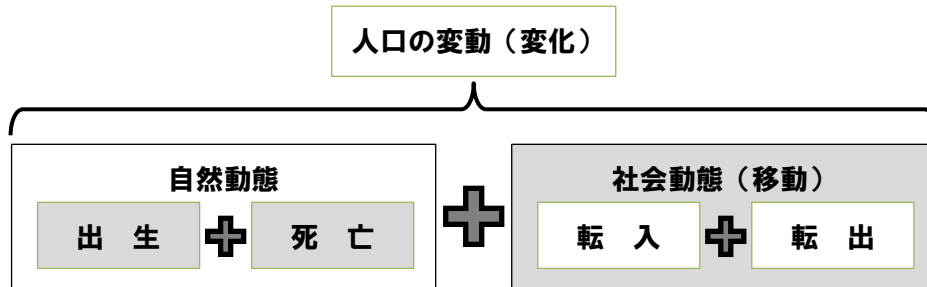 人口の変動（変化）
自然動態
出 生
死 亡
社会動態（移動）
転 入
転 出